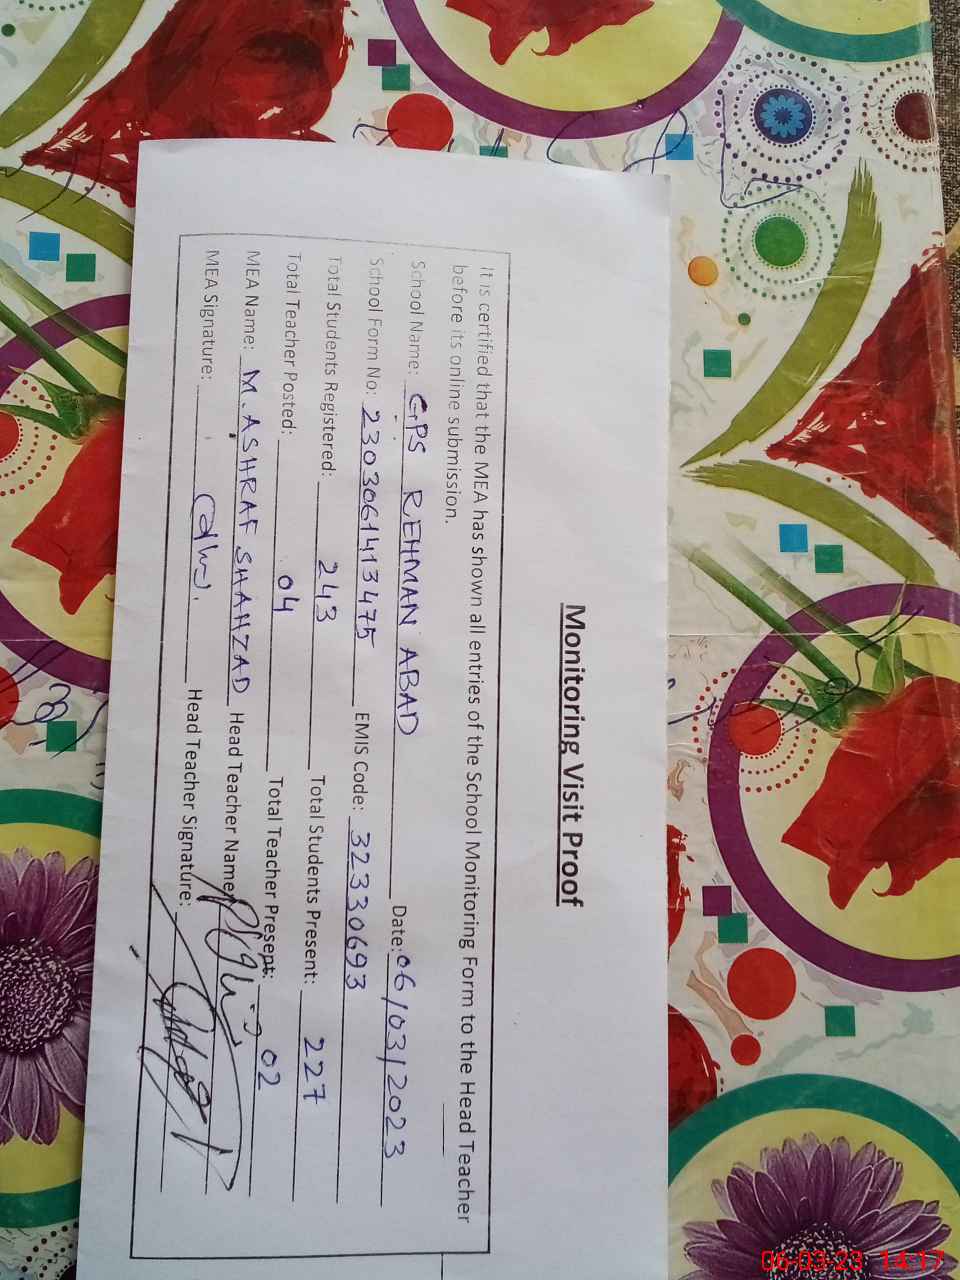 Monitoring Visit Proof
It is certified that the MEA has shown all entries of the School Monitoring Form to the Head Teacher
before its online submission.
School Name: GPS REHMAN ABAD Date: 06/03/2023
School Form No: 2303061413475 EMIS Code: 32330693
Total Students Registered: 243 Total Students Present: 227
Total Teacher Posted: 04 Total Teacher Present: 02
MEA Name: M. ASHRAF SHAHZAD Head Teacher Name:
MEA Signature: Head Teacher Signature:
06-03-23 14:17